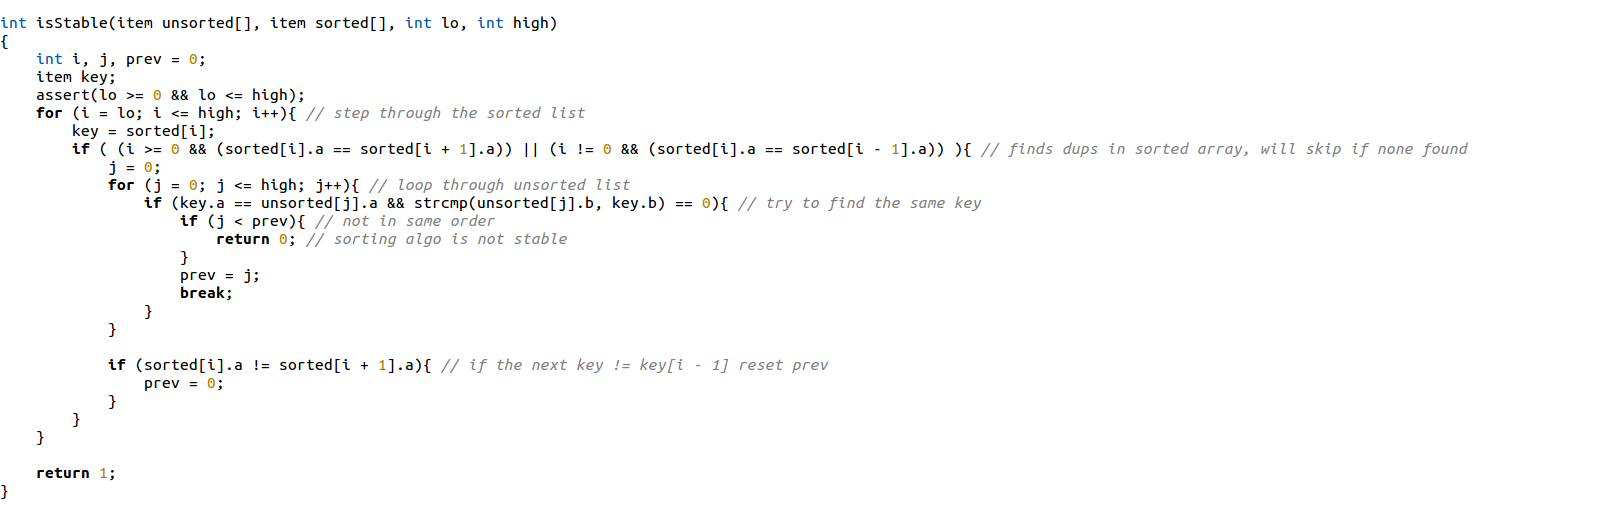 int isStable(item unsorted[], item sorted[], int lo, int high)
{
    int i, j, prev = 0;
    item key;
    assert(lo >= 0 && lo <= high);
    for (i = lo; i <= high; i++){ // step through the sorted list
        key = sorted[i];
        if ( (i >= 0 && (sorted[i].a == sorted[i + 1].a)) || (i != 0 && (sorted[i].a == sorted[i - 1].a)) ){ // finds dups in sorted array, will skip if none found
            j = 0;
            for (j = 0; j <= high; j++){ // loop through unsorted list
                if (key.a == unsorted[j].a && strcmp(unsorted[j].b, key.b) == 0){ // try to find the same key
                    if (j < prev){ // not in same order
                        return 0; // sorting algo is not stable
                    }
                    prev = j;
                    break;
                }
            }

            if (sorted[i].a != sorted[i + 1].a){ // if the next key != key[i - 1] reset prev
                prev = 0;
            }
        }
    }

    return 1;
}